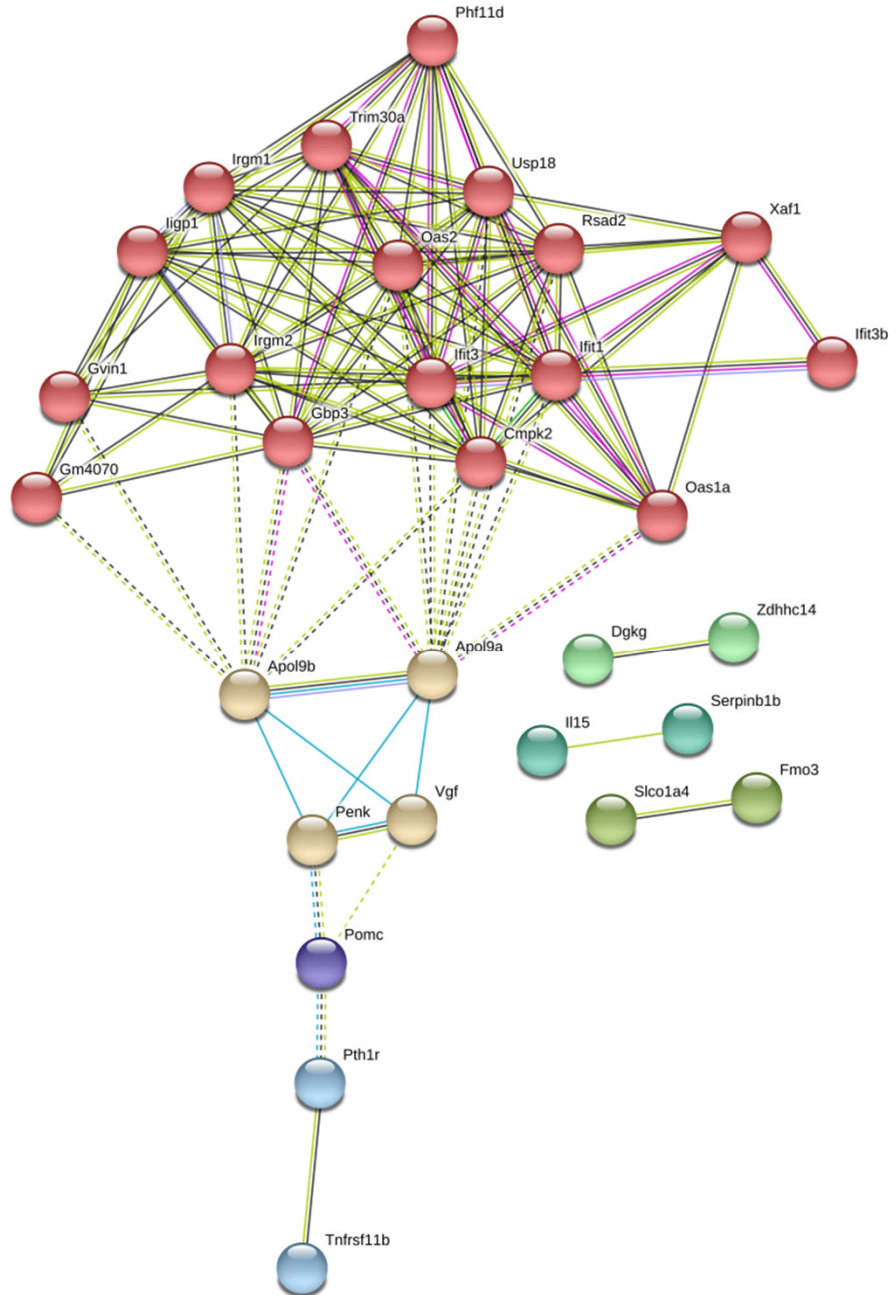 Phf11d
Trim30a
Irgm1
Usp18
Iigp1
Rsad2
Xaf1
Oas2
Irgm2
Ifit3
Ifit1
Ifit3b
Gvin1
Gbp3
Cmpk2
Gm4070
Oas1a
Zdhhc14
Dgkg
Apol9b
Apol9a
Serpinb1b
Il15
Fmo3
Slco1a4
Vgf
Penk
Pomc
Pth1r
Tnfrsf11b